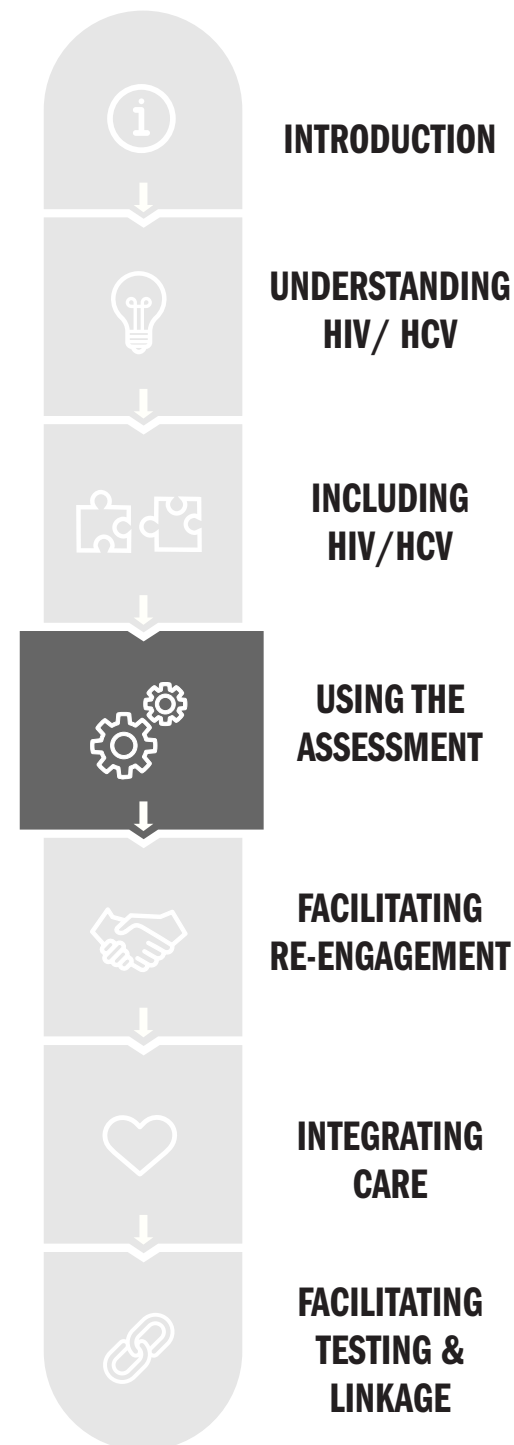 INTRODUCTION
UNDERSTANDING
HIV/ HCV
INCLUDING
HIV/HCV
USING THE
ASSESSMENT
FACILITATING
RE-ENGAGEMENT
INTEGRATING
CARE
FACILITATING
TESTING &
LINKAGE